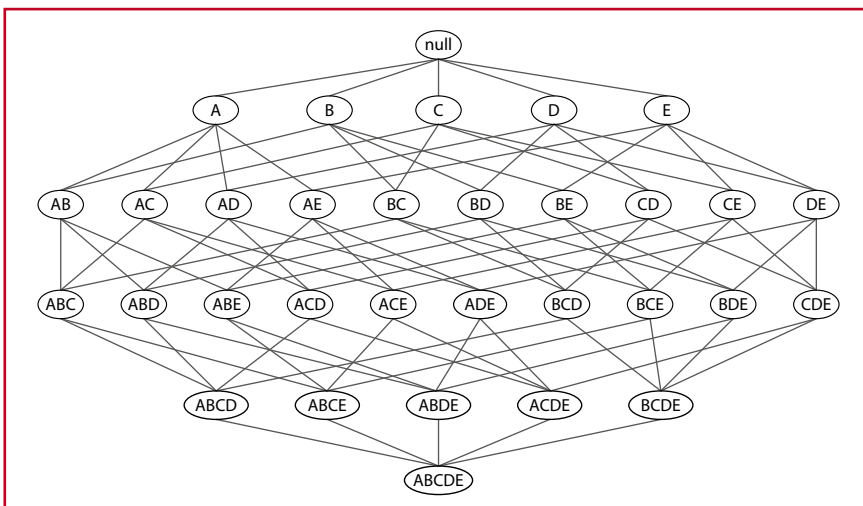 null
A B C D E
AB AC AD AE BC BD BE CD CE DE
ABC ABD ABE ACD ACE ADE BCD BCE BDE CDE
ABCD ABCE ABDE ACDE BCDE
ABCDE